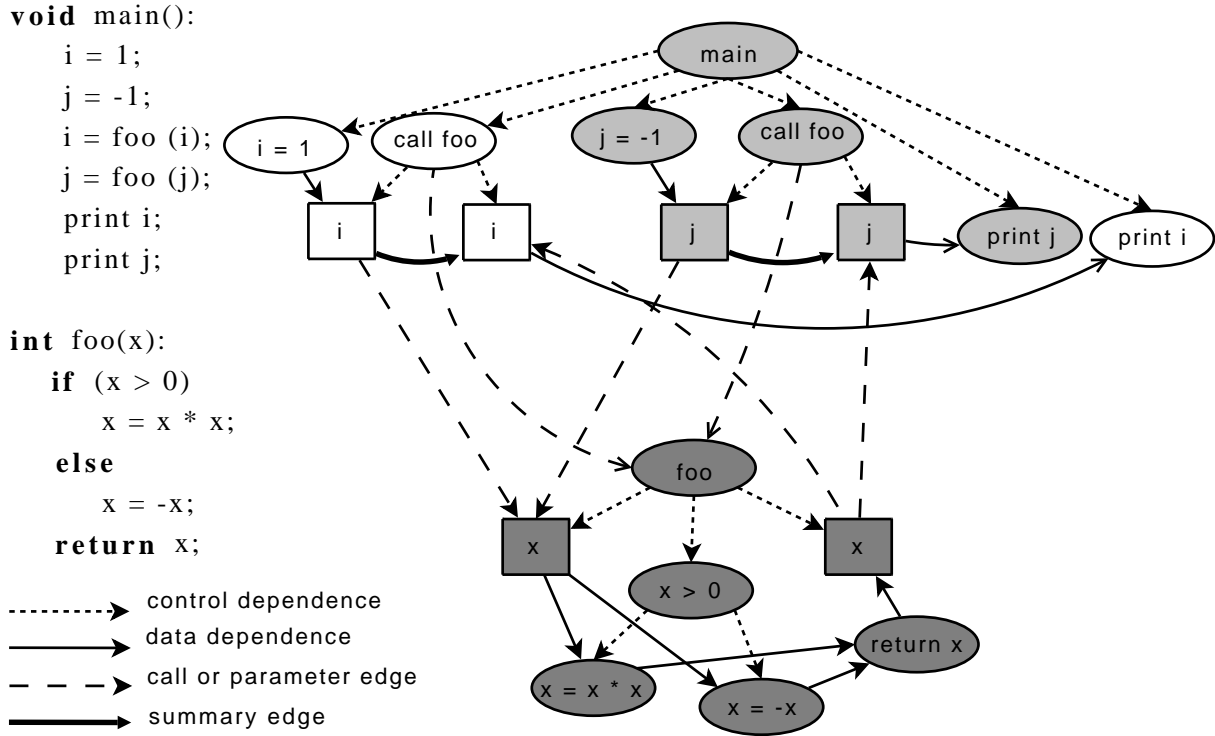 void main():
i = 1;
j = -1;
i = foo (i);
j = foo (j);
print i;
print j;
int foo(x):
if (x > 0)
x = x * x;
else
x = -x;
return x;
control dependence
data dependence
call or parameter edge
summary edge
main
i = 1
call foo
j = -1
call foo
i
i
j
j
print j
print i
foo
x
x
x > 0
return x
x = x * x
x = -x